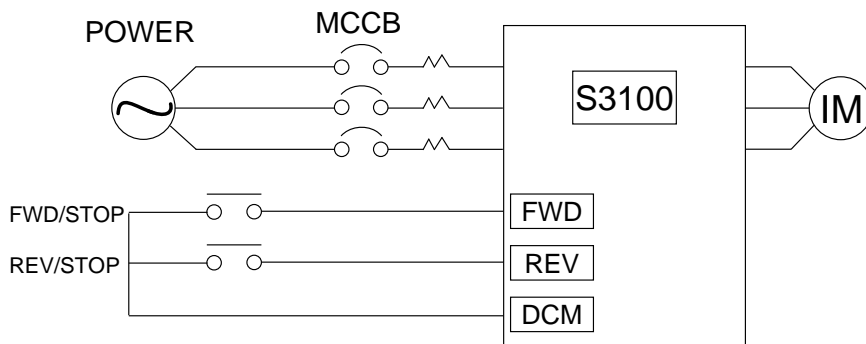 POWER
MCCB
S3100
IM
FWD/STOP
FWD
REV/STOP
REV
DCM